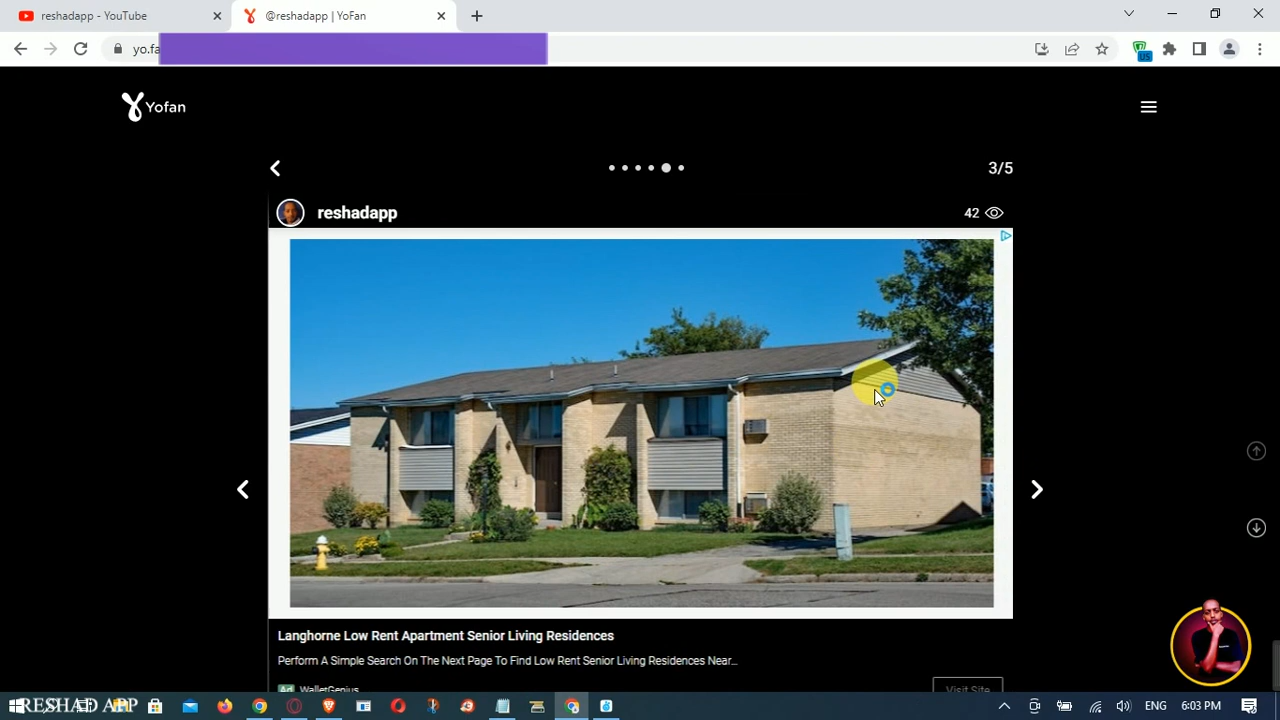 reshadapp - YouTube
@reshadapp | YoFan
yo.fa
US
Yofan
3/5
reshadapp
42
Langhorne Low Rent Apartment Senior Living Residences
Perform A Simple Search On The Next Page To Find Low Rent Senior Living Residences Near...
Ad WalletGenius
Visit Site
RESHAD APP
ENG
6:03 PM